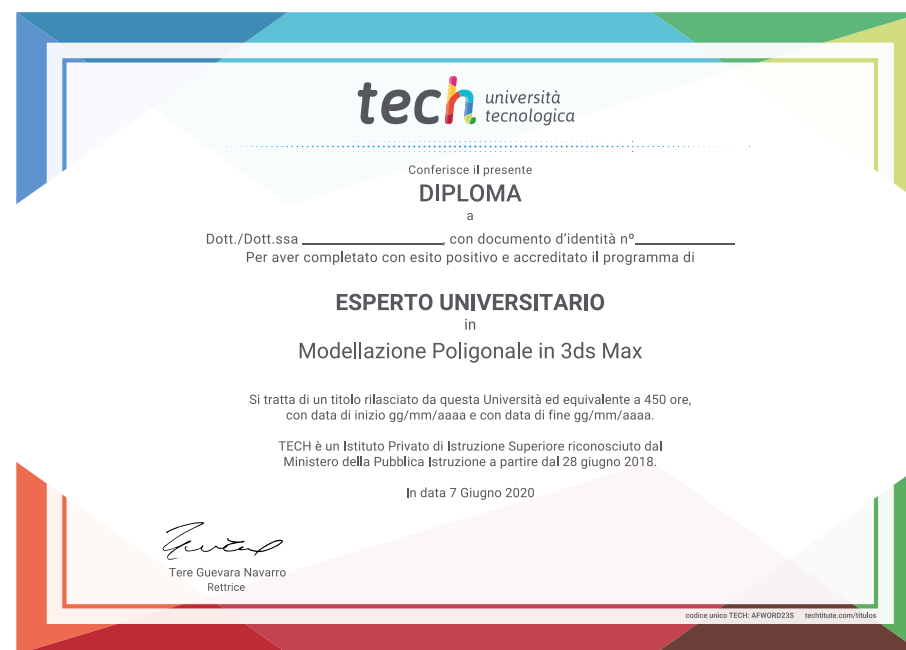 tech università
tecnologica
Conferisce il presente
DIPLOMA
a
Dott./Dott.ssa ____________________, con documento d'identità nº______________
Per aver completato con esito positivo e accreditato il programma di
ESPERTO UNIVERSITARIO
in
Modellazione Poligonale in 3ds Max
Si tratta di un titolo rilasciato da questa Università ed equivalente a 450 ore,
con data di inizio gg/mm/aaaa e con data di fine gg/mm/aaaa.
TECH è un Istituto Privato di Istruzione Superiore riconosciuto dal
Ministero della Pubblica Istruzione a partire dal 28 giugno 2018.
In data 7 Giugno 2020
Tere Guevara Navarro
Rettrice
codice unico TECH: AFWORD23S techtitute.com/titulos